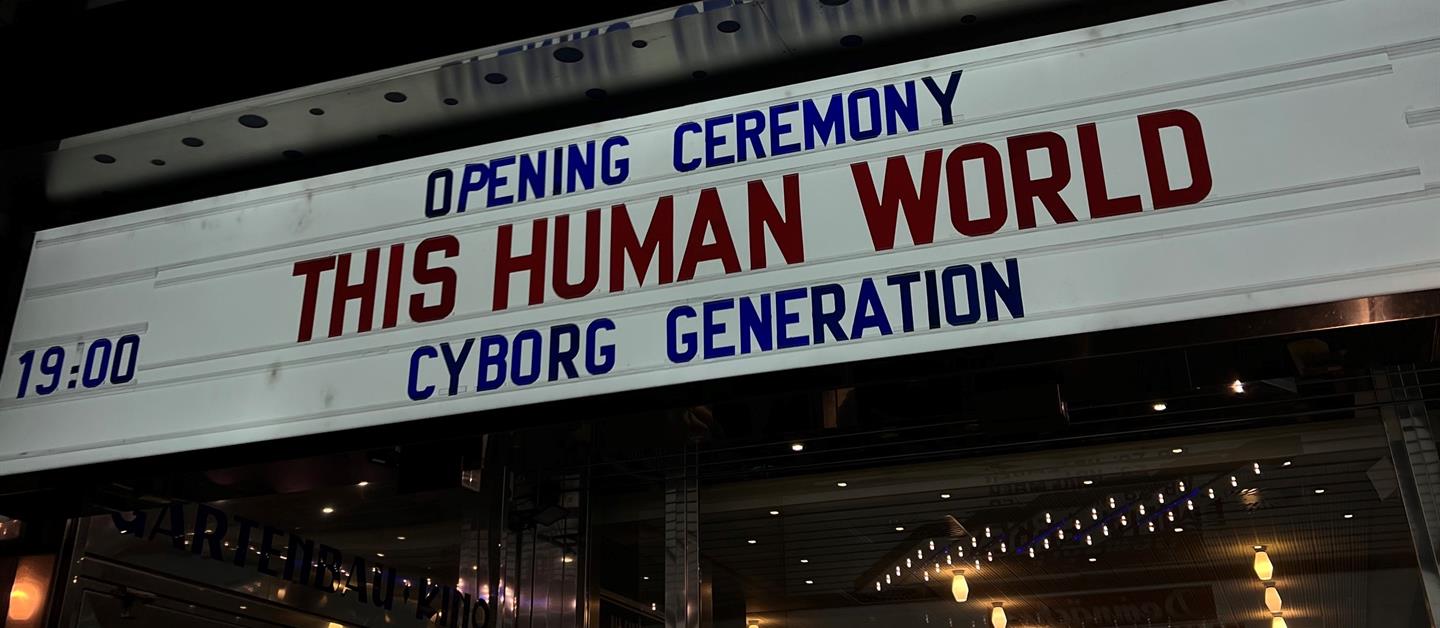 OPENING CEREMONY
THIS HUMAN WORLD
19:00
CYBORG GENERATION
GARTENBAU·KINO